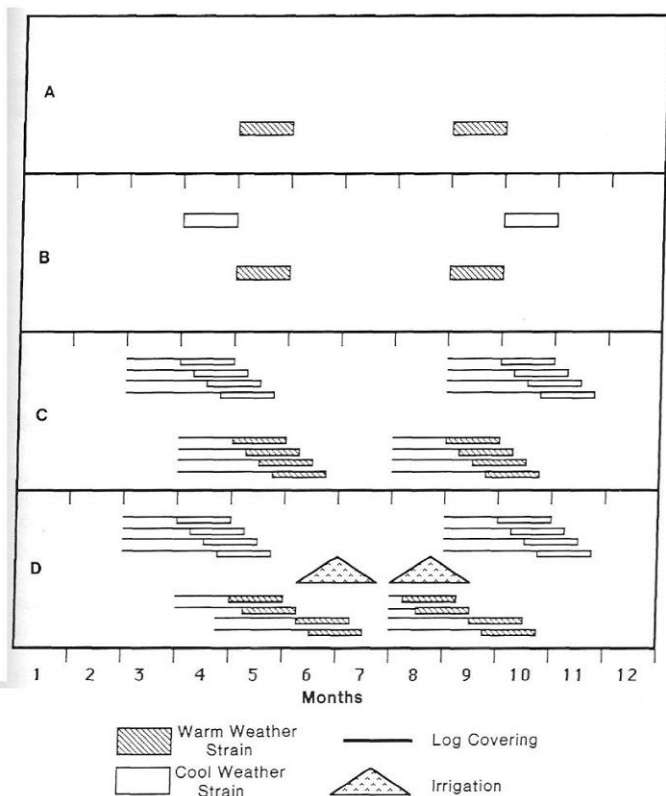 A
B
C
D
1 2 3 4 5 6 7 8 9 10 11 12
Months
Warm Weather
Strain
Log Covering
Cool Weather
Strain
Irrigation